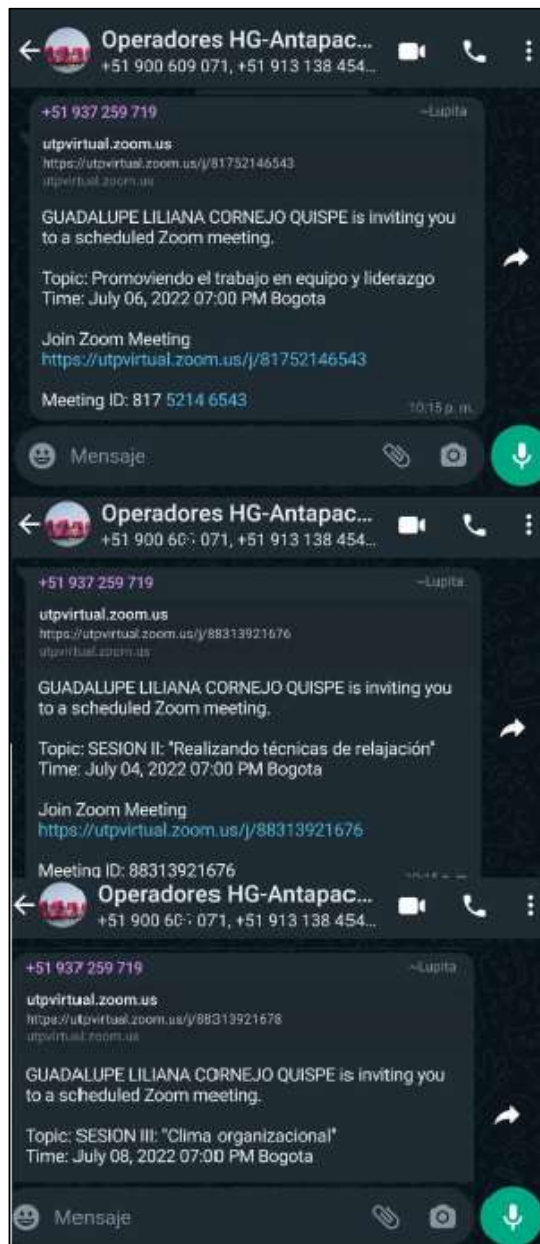 Operadores HG-Antapac...
+51 900 609 071, +51 913 138 454...
+51 937 259 719 ~Lupita
utpvirtual.zoom.us
https://utpvirtual.zoom.us/j/81752146543
utpvirtual.zoom.us
GUADALUPE LILIANA CORNEJO QUISPE is inviting you
to a scheduled Zoom meeting.
Topic: Promoviendo el trabajo en equipo y liderazgo
Time: July 06, 2022 07:00 PM Bogota
Join Zoom Meeting
https://utpvirtual.zoom.us/j/81752146543
Meeting ID: 817 5214 6543
10:15 p. m.
Mensaje
Operadores HG-Antapac...
+51 900 071, +51 913 138 454...
+51 937 259 719 ~Lupita
utpvirtual.zoom.us
https://utpvirtual.zoom.us/j/88313921676
utpvirtual.zoom.us
GUADALUPE LILIANA CORNEJO QUISPE is inviting you
to a scheduled Zoom meeting.
Topic: SESION II: "Realizando técnicas de relajación"
Time: July 04, 2022 07:00 PM Bogota
Join Zoom Meeting
https://utpvirtual.zoom.us/j/88313921676
Meeting ID: 88313921676
Operadores HG-Antapac...
+51 900 071, +51 913 138 454...
+51 937 259 719 ~Lupita
utpvirtual.zoom.us
https://utpvirtual.zoom.us/j/88313921678
utpvirtual.zoom.us
GUADALUPE LILIANA CORNEJO QUISPE is inviting you
to a scheduled Zoom meeting.
Topic: SESION III: "Clima organizacional"
Time: July 08, 2022 07:00 PM Bogota
Mensaje